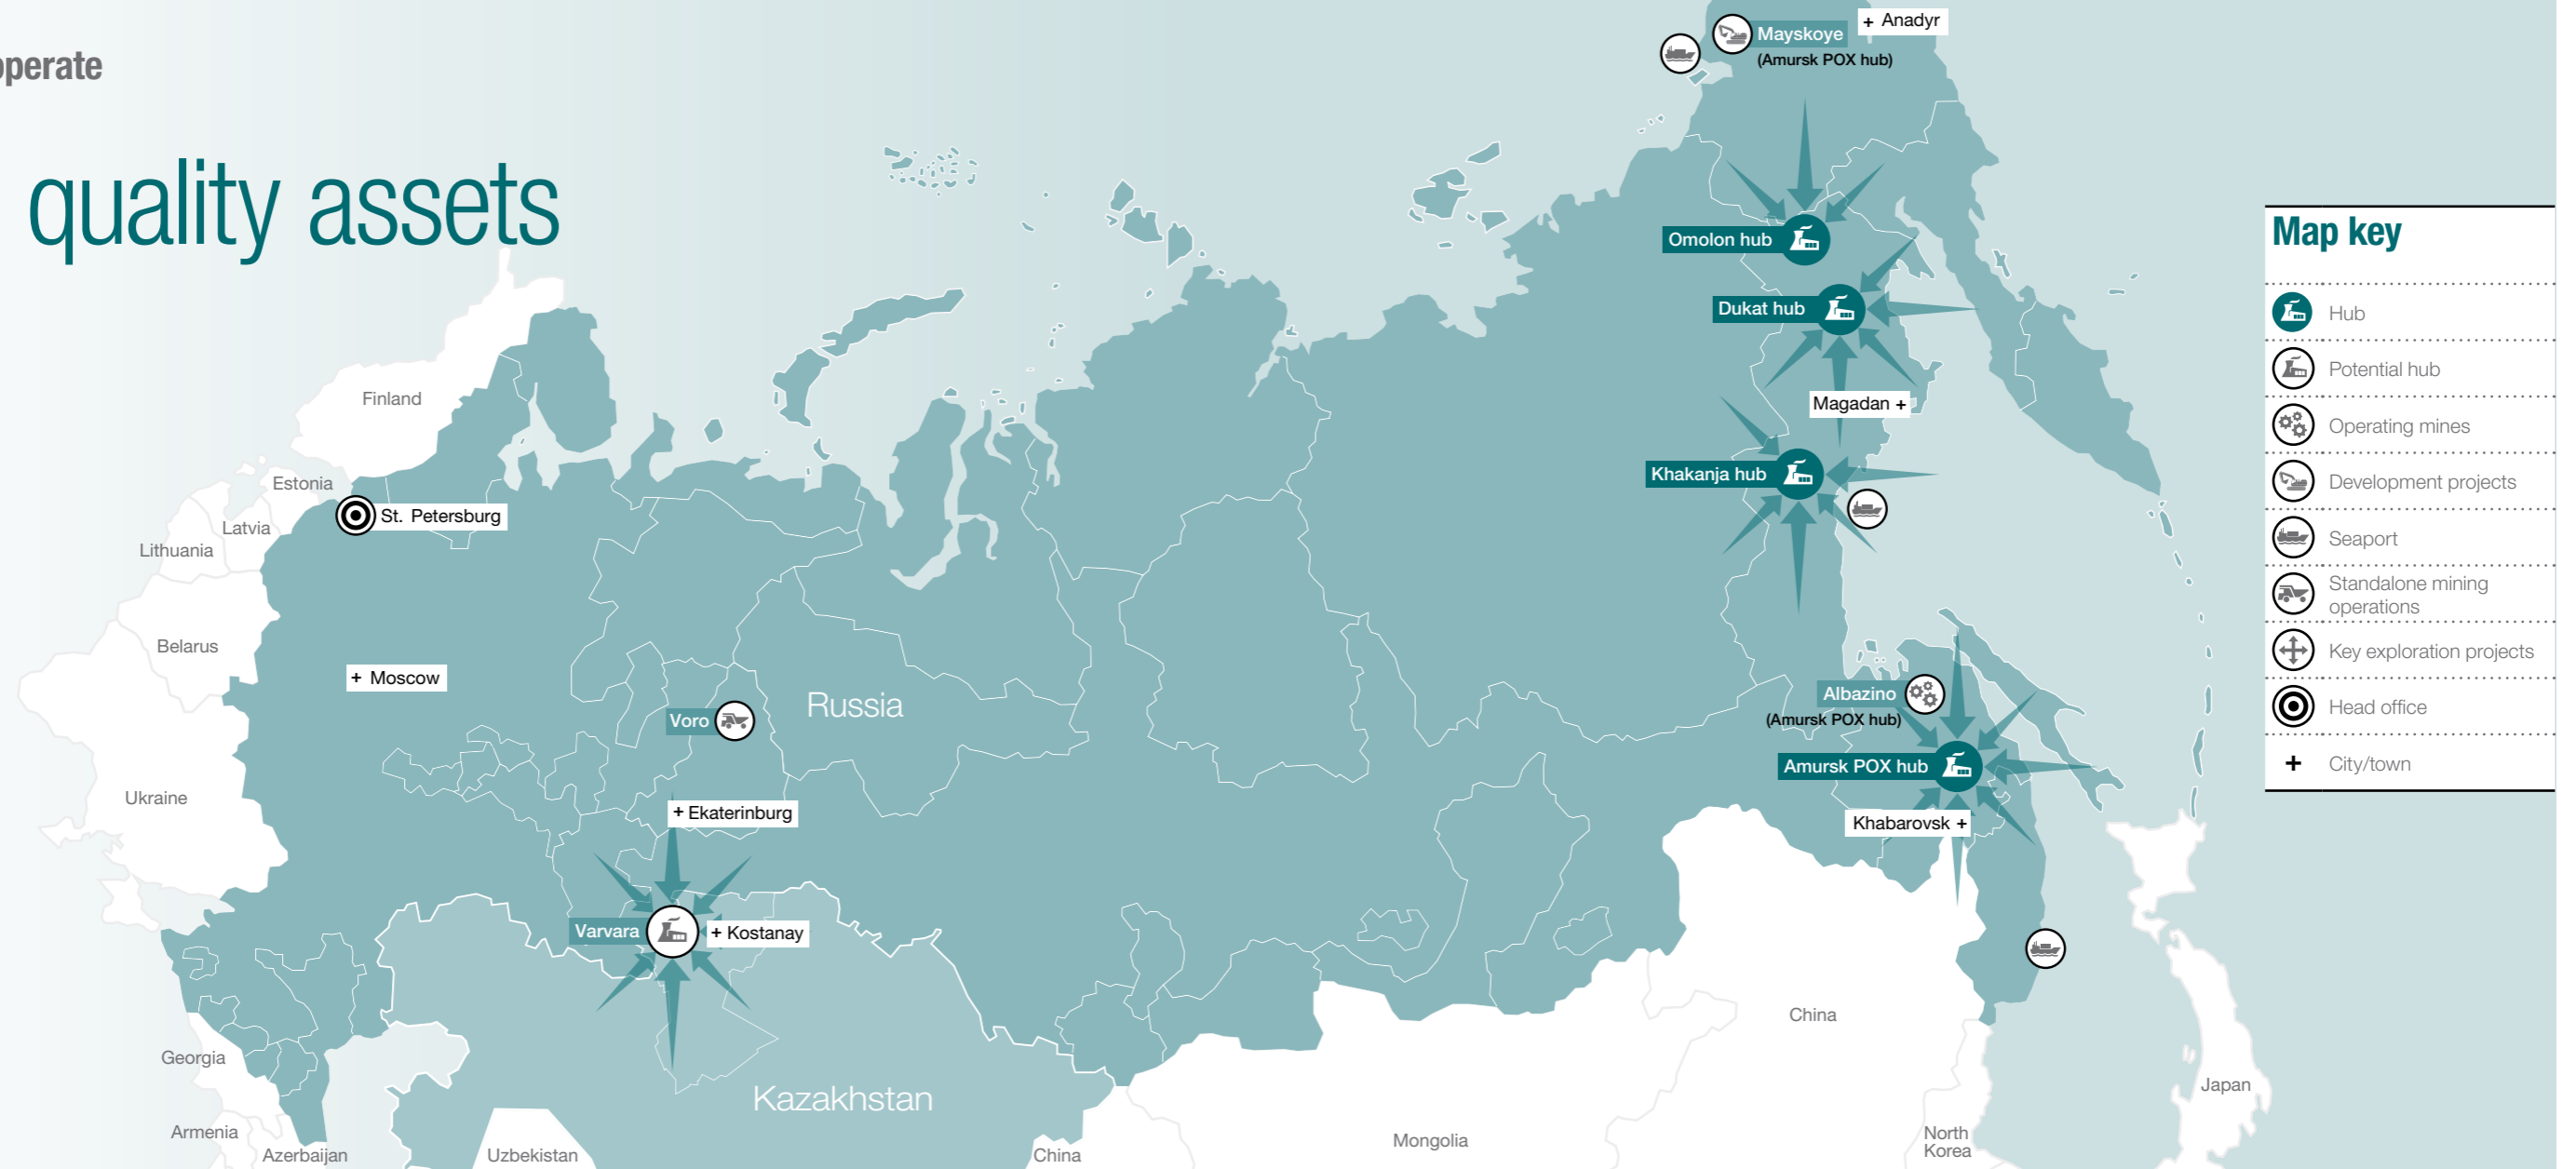 operate
quality assets
Mayskoye
(Amursk POX hub)
+ Anadyr
Omolon hub
Dukat hub
Magadan +
Khakanja hub
Finland
Estonia
St. Petersburg
Latvia
Lithuania
Belarus
+ Moscow
Voro
Russia
Albazino
(Amursk POX hub)
Amursk POX hub
Khabarovsk +
Ukraine
+ Ekaterinburg
Varvara
+ Kostanay
Georgia
Kazakhstan
Armenia
Azerbaijan
Uzbekistan
China
Mongolia
China
North
Korea
Japan
Map key
Hub
Potential hub
Operating mines
Development projects
Seaport
Standalone mining
operations
Key exploration projects
Head office
+ City/town